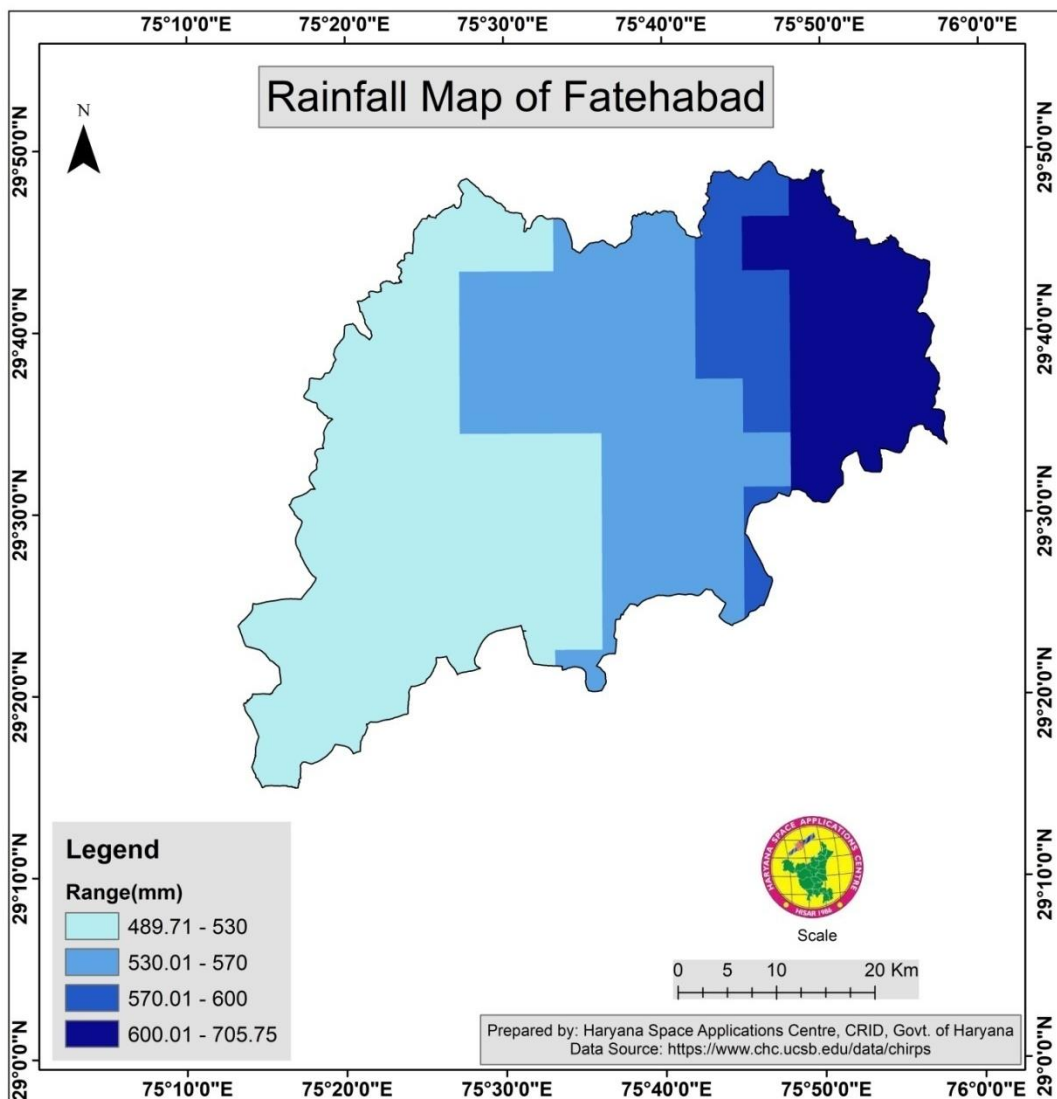 75°10'0"E 75°20'0"E 75°30'0"E 75°40'0"E 75°50'0"E 76°0'0"E
Rainfall Map of Fatehabad
N
29°50'0"N 29°50'0"N
29°40'0"N 29°40'0"N
29°30'0"N 29°30'0"N
29°20'0"N 29°20'0"N
29°10'0"N 29°10'0"N
29°0'0"N 29°0'0"N
Legend
Range(mm)
489.71 - 530
530.01 - 570
570.01 - 600
600.01 - 705.75
HARYANA SPACE APPLICATIONS CENTRE
HISAR 1986
Scale
0 5 10 20 Km
Prepared by: Haryana Space Applications Centre, CRID, Govt. of Haryana
Data Source: https://www.chc.ucsb.edu/data/chirps
75°10'0"E 75°20'0"E 75°30'0"E 75°40'0"E 75°50'0"E 76°0'0"E